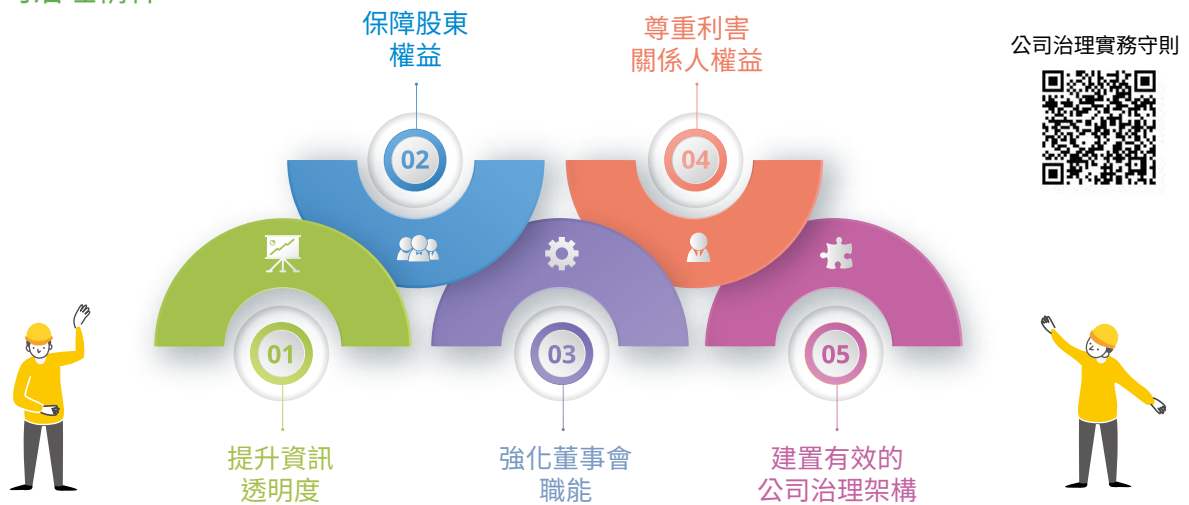 保障股東
權益
尊重利害
關係人權益
公司治理實務守則
02
04
01
03
05
提升資訊
透明度
強化董事會
職能
建置有效的
公司治理架構